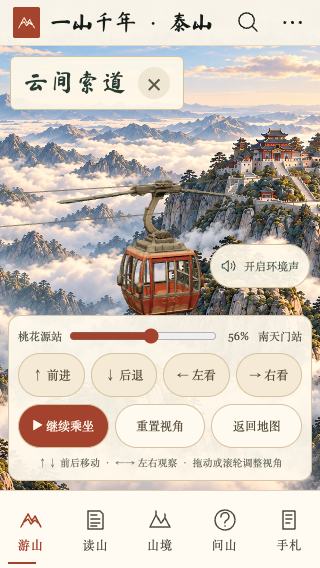 一山千年 · 泰山
云间索道
开启环境声
桃花源站 56% 南天门站
↑ 前进 ↓ 后退 ← 左看 → 右看
继续乘坐 重置视角 返回地图
↑ ↓ 前后移动 · ←→ 左右观察 · 拖动或滚轮调整视角
游山 读山 山境 问山 手札